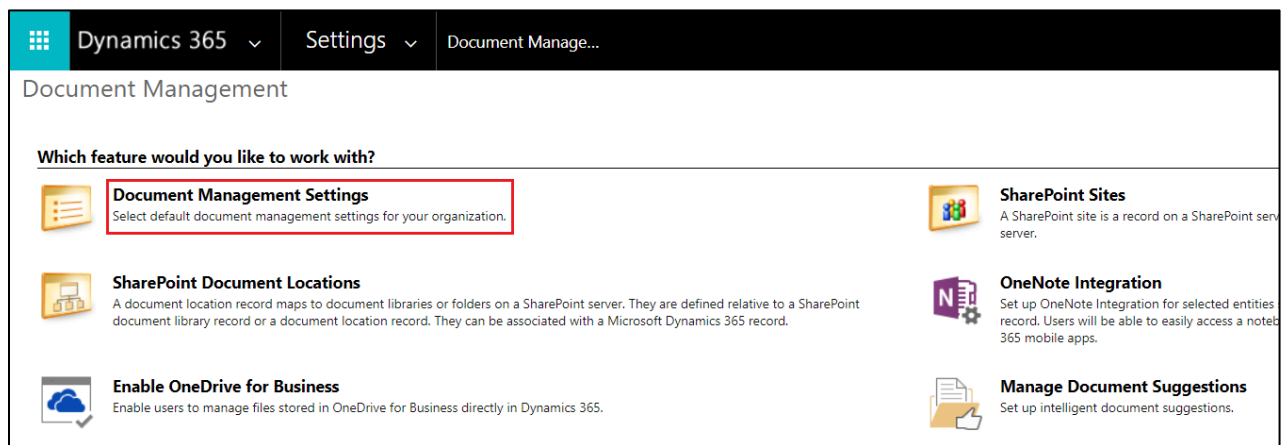 Dynamics 365 Settings Document Manage...
Document Management
Which feature would you like to work with?
Document Management Settings
Select default document management settings for your organization.
SharePoint Sites
A SharePoint site is a record on a SharePoint serv
server.
SharePoint Document Locations
A document location record maps to document libraries or folders on a SharePoint server. They are defined relative to a SharePoint
document library record or a document location record. They can be associated with a Microsoft Dynamics 365 record.
OneNote Integration
Set up OneNote Integration for selected entities
record. Users will be able to easily access a noteb
365 mobile apps.
Enable OneDrive for Business
Enable users to manage files stored in OneDrive for Business directly in Dynamics 365.
Manage Document Suggestions
Set up intelligent document suggestions.